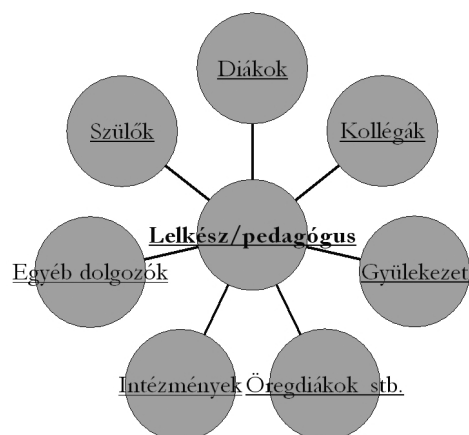 Diákok
Szülők
Kollégák
Lelkész/pedagógus
Egyéb dolgozók
Gyülekezet
Intézmények
Öregdiákok stb.